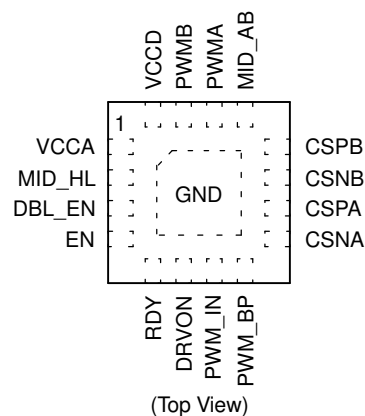 VCCD
PWMB
PWMA
MID_AB
1
VCCA
MID_HL
DBL_EN
EN
GND
CSPB
CSNB
CSPA
CSNA
RDY
DRVON
PWM_IN
PWM_BP
(Top View)